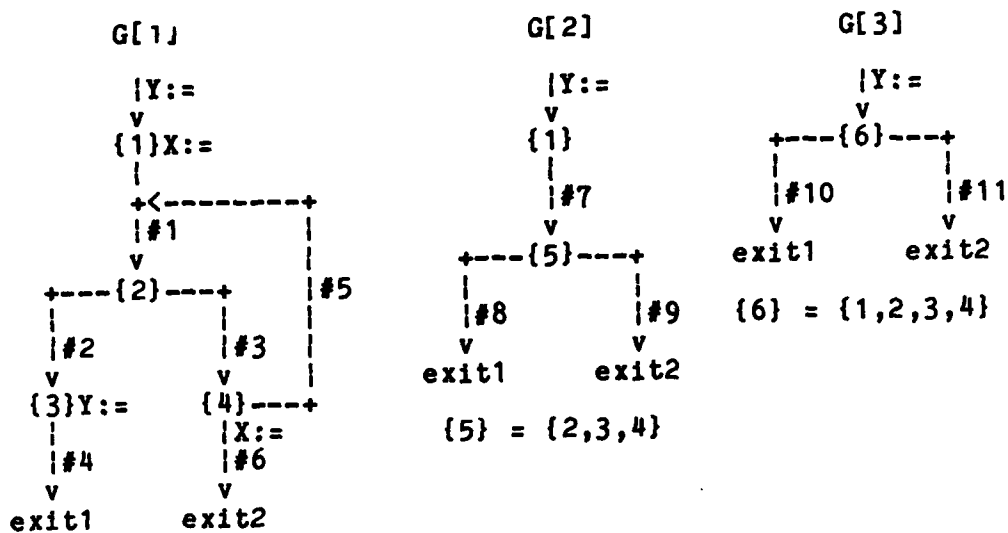 G[1] G[2] G[3]
Y:= Y:= Y:=
{1}X:= {1} {6}
#7 #10 #11
#1
exit1 exit2
{2} {5}
#5
{6} = {1,2,3,4}
#2 #3 #8 #9
exit1 exit2
{3}Y:= {4}
{5} = {2,3,4}
X:=
#4 #6
exit1 exit2